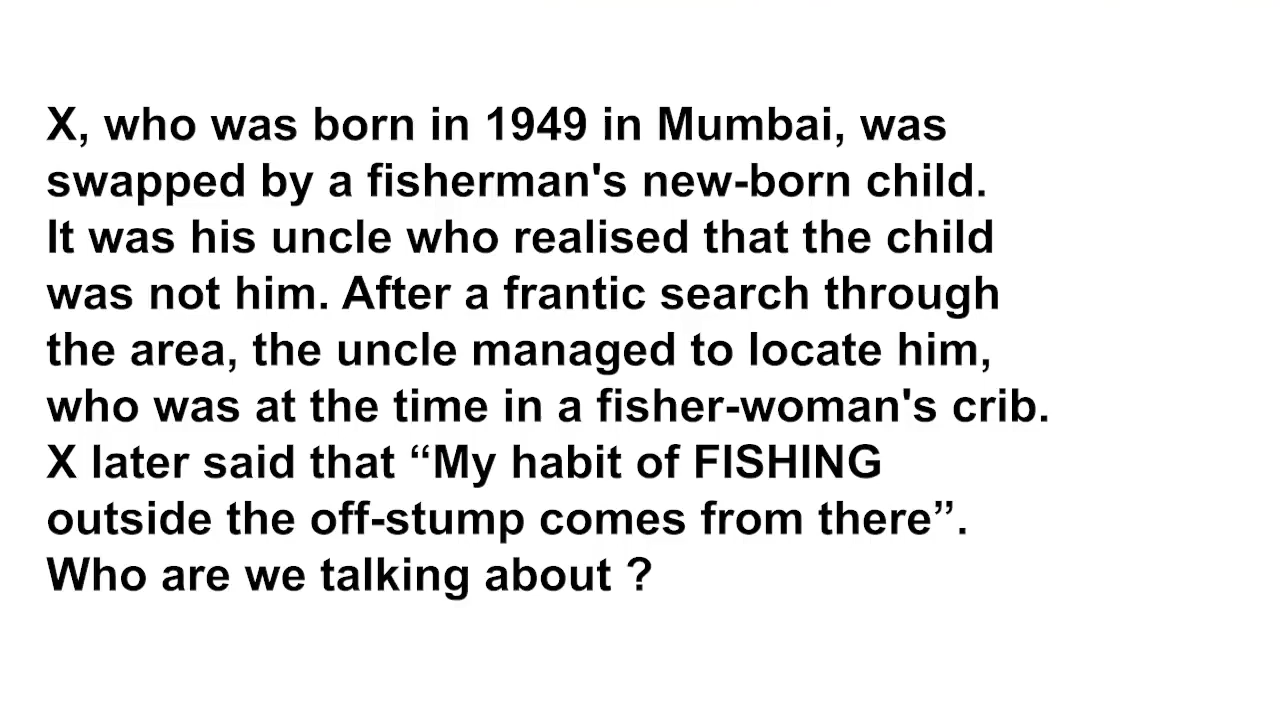 X, who was born in 1949 in Mumbai, was
swapped by a fisherman's new-born child.
It was his uncle who realised that the child
was not him. After a frantic search through
the area, the uncle managed to locate him,
who was at the time in a fisher-woman's crib.
X later said that “My habit of FISHING
outside the off-stump comes from there”.
Who are we talking about ?